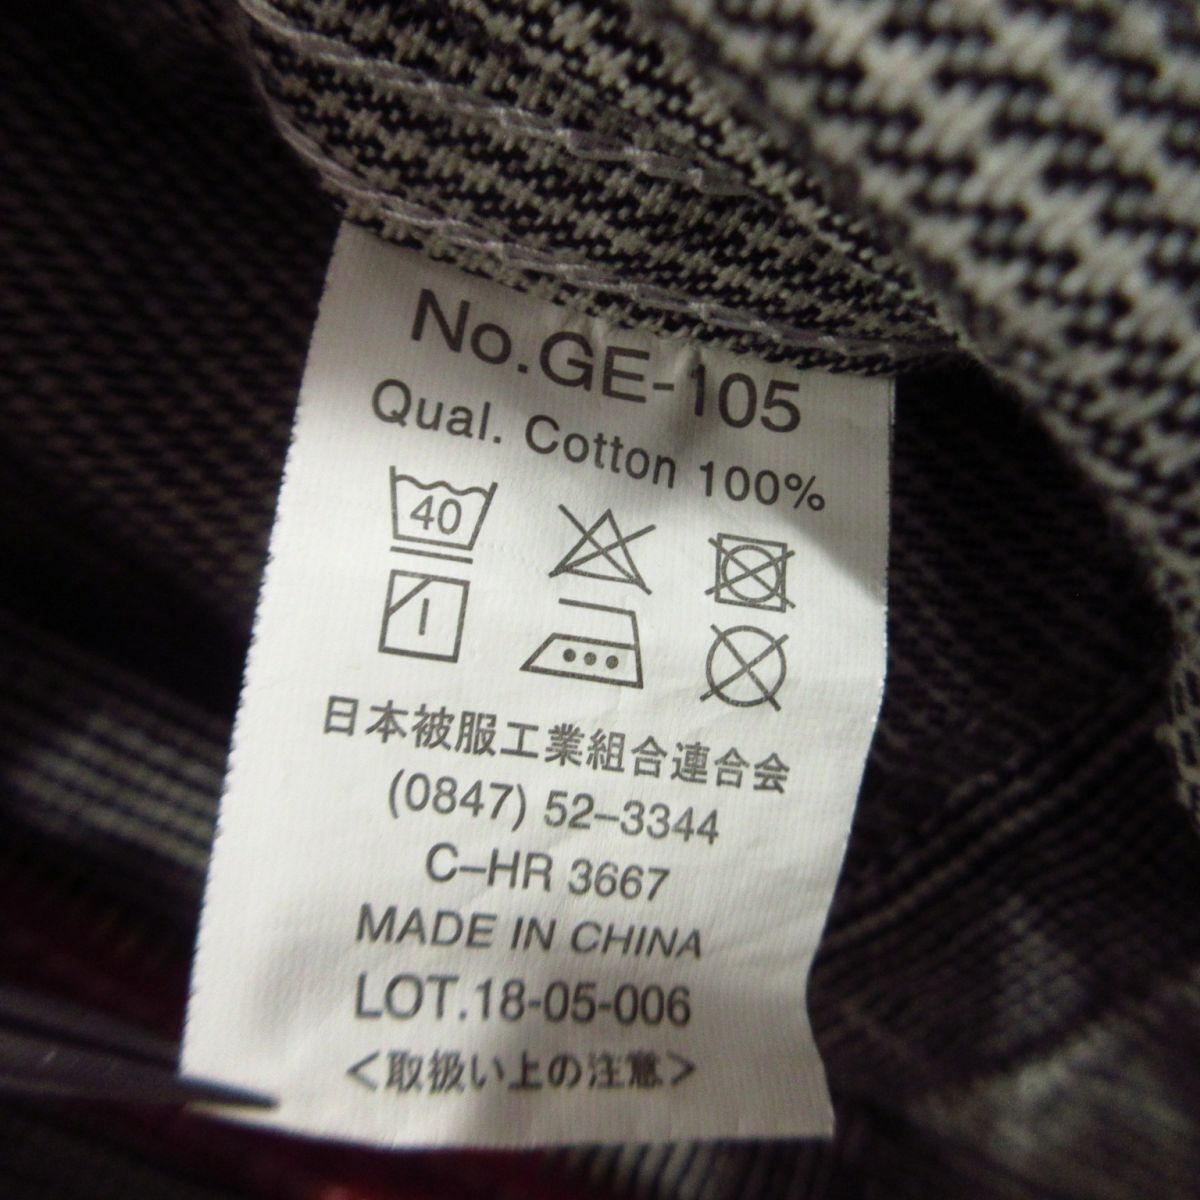 No.GE-105
Qual. Cotton 100%
40
日本被服工業組合連合会
(0847) 52–3344
C–HR 3667
MADE IN CHINA
LOT.18-05-006
<取扱い上の注意>